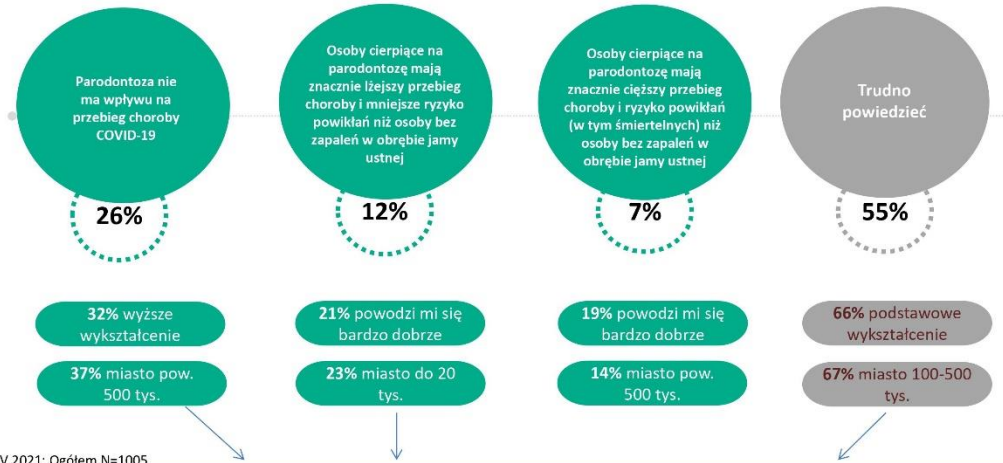 Parodontoza nie
ma wpływu na
przebieg choroby
COVID-19
Osoby cierpiące na
parodontozę mają
znacznie lżejszy przebieg
choroby i mniejsze ryzyko
powikłań niż osoby bez
zapaleń w obrębie jamy
ustnej
Osoby cierpiące na
parodontozę mają
znacznie cięższy przebieg
choroby i ryzyko powikłań
(w tym śmiertelnych) niż
osoby bez zapaleń w
obrębie jamy ustnej
Trudno
powiedzieć
26%
12%
7%
55%
32% wyższe
wykształcenie
21% powodzi mi się
bardzo dobrze
19% powodzi mi się
bardzo dobrze
66% podstawowe
wykształcenie
37% miasto pow.
500 tys.
23% miasto do 20
tys.
14% miasto pow.
500 tys.
67% miasto 100-500
tys.
V 2021; Ogółem N=1005